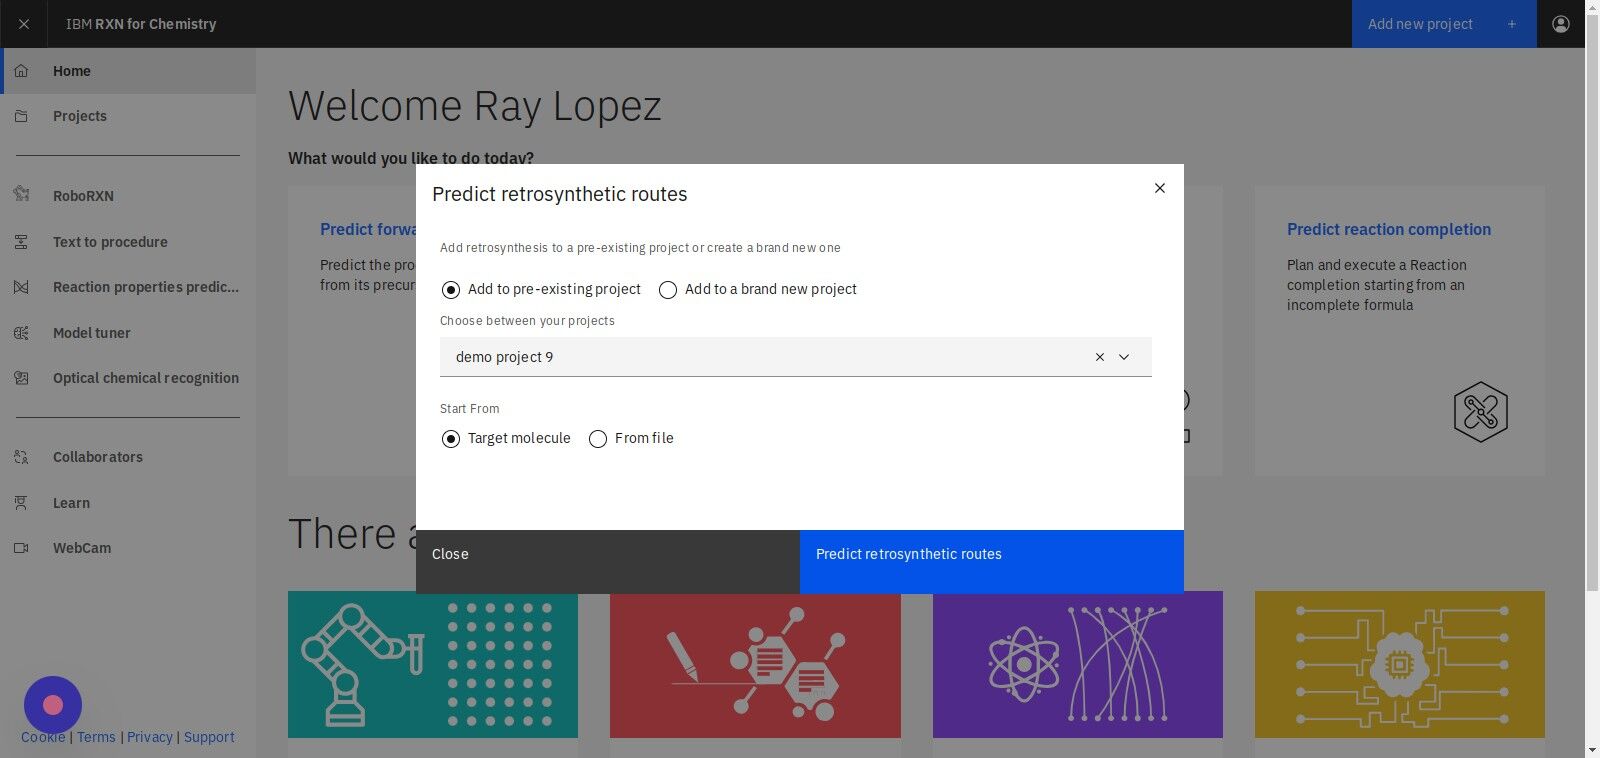 IBM RXN for Chemistry
Add new project
Home
Projects
RoboRXN
Text to procedure
Reaction properties predic...
Model tuner
Optical chemical recognition
Collaborators
Learn
WebCam
Cookie | Terms | Privacy | Support
Welcome Ray Lopez
What would you like to do today?
Predict forwa
Predict the pro
from its precur
Predict retrosynthetic routes
Add retrosynthesis to a pre-existing project or create a brand new one
Add to pre-existing project
Add to a brand new project
Choose between your projects
demo project 9
Start From
Target molecule
From file
Close
Predict retrosynthetic routes
Predict reaction completion
Plan and execute a Reaction
completion starting from an
incomplete formula
There